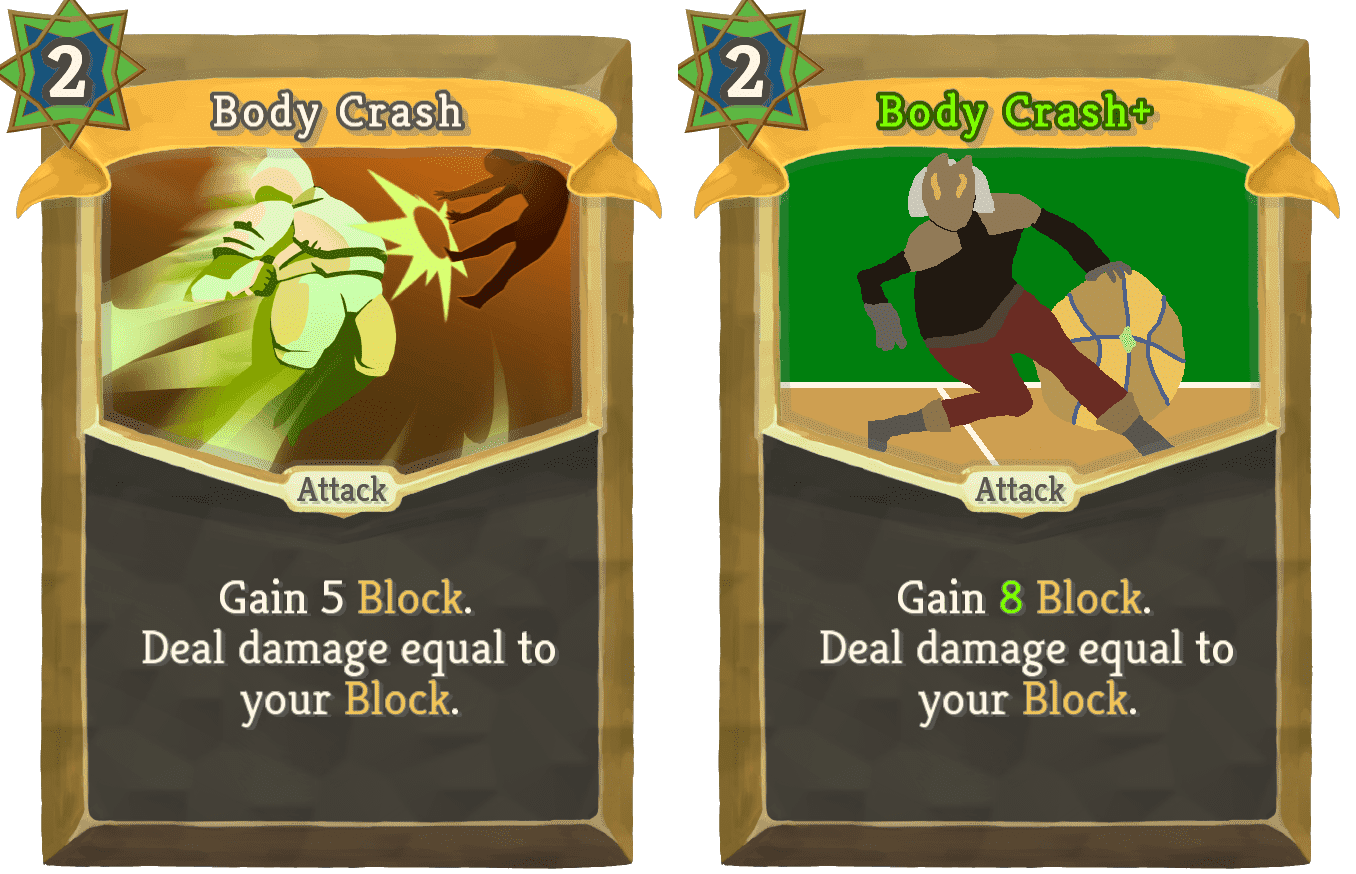 2
Body Crash
Attack
Gain 5 Block.
Deal damage equal to
your Block.
2
Body Crash+
Attack
Gain 8 Block.
Deal damage equal to
your Block.